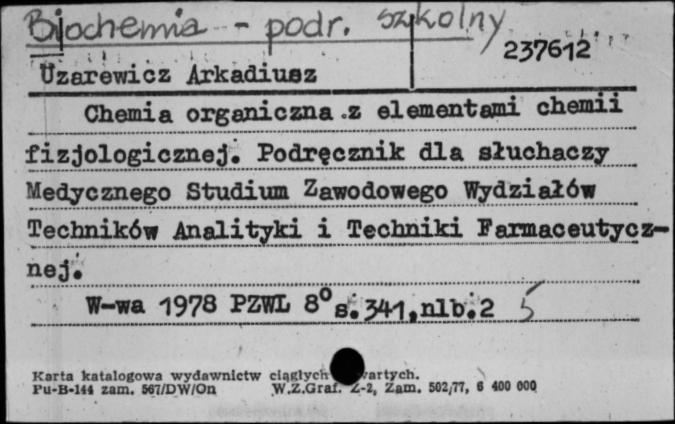 Biochemia - podr. szkolny
237612
Uzarewicz Arkadiusz
Chemia organiczna z elementami chemii
fizjologicznej. Podręcznik dla słuchaczy
Medycznego Studium Zawodowego Wydziałów
Techników Analityki i Techniki Farmaceutycz-
nej.
W-wa 1978 PZWL 8° s. 341, nlb. 2 5
Karta katalogowa wydawnictw ciągłych
Pu-B-144 zam. 567/DW/On W.Z.Graf. Z-2, Zam. 502/77, 6 400 000